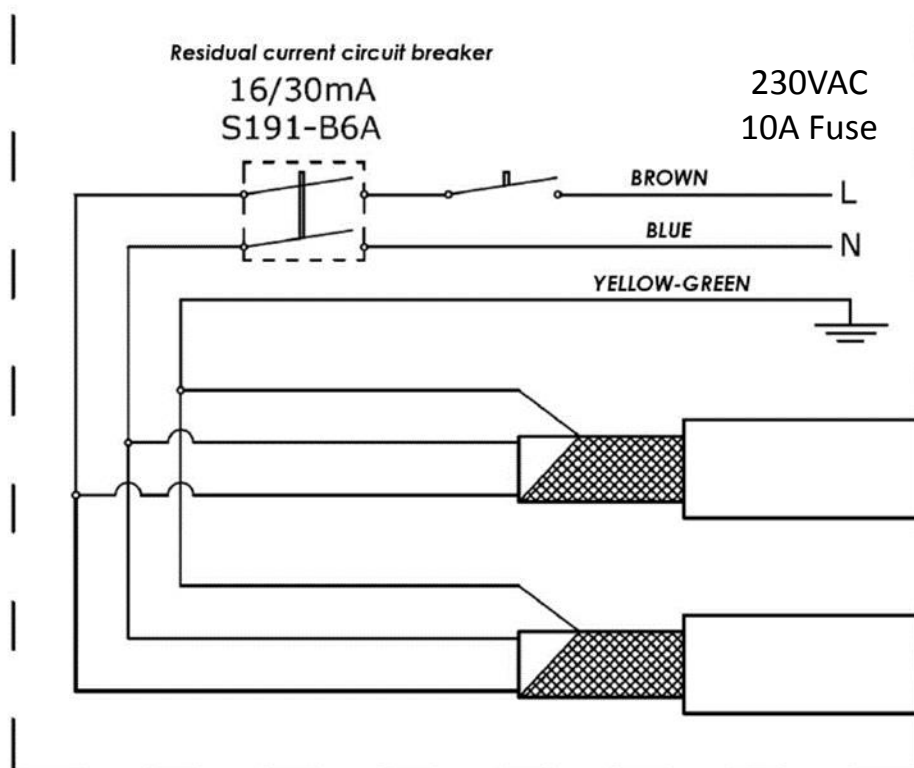 Residual current circuit breaker
16/30mA
S191-B6A
230VAC
10A Fuse
BROWN
L
BLUE
N
YELLOW-GREEN